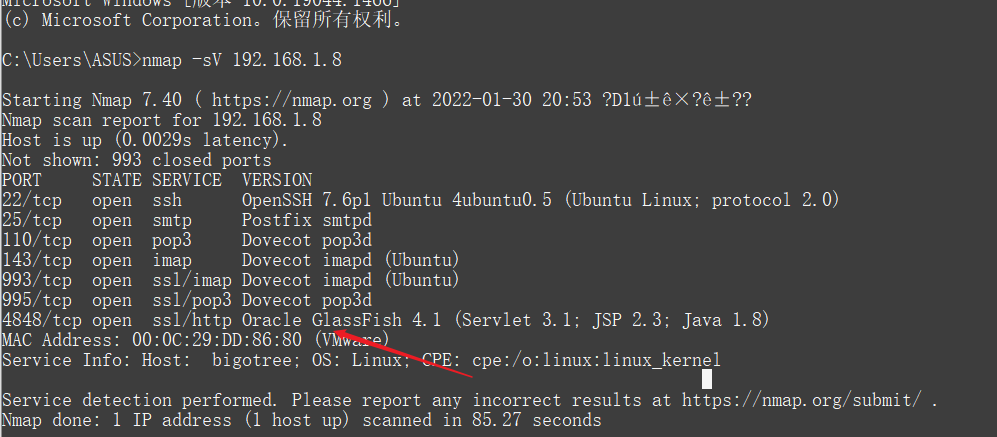 (c) Microsoft Corporation。保留所有权利。
C:\Users\ASUS>nmap -sV 192.168.1.8
Starting Nmap 7.40 ( https://nmap.org ) at 2022-01-30 20:53 ?D1ú±ê×?ê±??
Nmap scan report for 192.168.1.8
Host is up (0.0029s latency).
Not shown: 993 closed ports
PORT     STATE SERVICE  VERSION
22/tcp   open  ssh      OpenSSH 7.6p1 Ubuntu 4ubuntu0.5 (Ubuntu Linux; protocol 2.0)
25/tcp   open  smtp     Postfix smtpd
110/tcp  open  pop3     Dovecot pop3d
143/tcp  open  imap     Dovecot imapd (Ubuntu)
993/tcp  open  ssl/imap Dovecot imapd (Ubuntu)
995/tcp  open  ssl/pop3 Dovecot pop3d
4848/tcp open  ssl/http Oracle GlassFish 4.1 (Servlet 3.1; JSP 2.3; Java 1.8)
MAC Address: 00:0C:29:DD:86:80 (VMware)
Service Info: Host:  bigotree; OS: Linux; CPE: cpe:/o:linux:linux_kernel
Service detection performed. Please report any incorrect results at https://nmap.org/submit/ .
Nmap done: 1 IP address (1 host up) scanned in 85.27 seconds